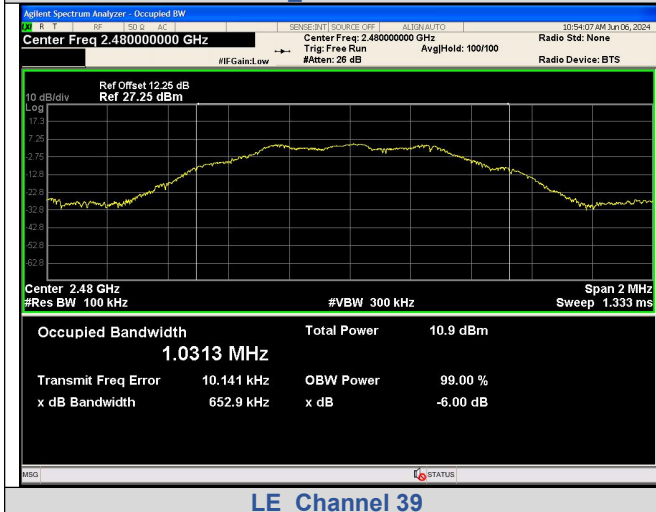 Agilent Spectrum Analyzer - Occupied BW
R T RF 50 Ω AC SENSE:INT SOURCE OFF ALIGN AUTO 10:54:07 AM Jun 06, 2024
Center Freq 2.480000000 GHz Center Freq: 2.480000000 GHz Radio Std: None
Trig: Free Run Avg|Hold: 100/100
#IFGain:Low #Atten: 26 dB Radio Device: BTS
Ref Offset 12.25 dB
10 dB/div Ref 27.25 dBm
Log
17.3
7.25
-2.75
-12.8
-22.8
-32.8
-42.8
-52.8
-62.8
Center 2.48 GHz Span 2 MHz
#Res BW 100 kHz #VBW 300 kHz Sweep 1.333 ms
Occupied Bandwidth Total Power 10.9 dBm
1.0313 MHz
Transmit Freq Error 10.141 kHz OBW Power 99.00 %
x dB Bandwidth 652.9 kHz x dB -6.00 dB
MSG STATUS
LE Channel 39